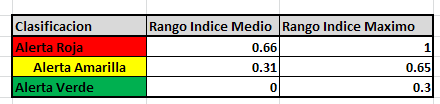 Clasificacion Rango Indice Medio Rango Indice Maximo
Alerta Roja 0.66 1
Alerta Amarilla 0.31 0.65
Alerta Verde 0 0.3